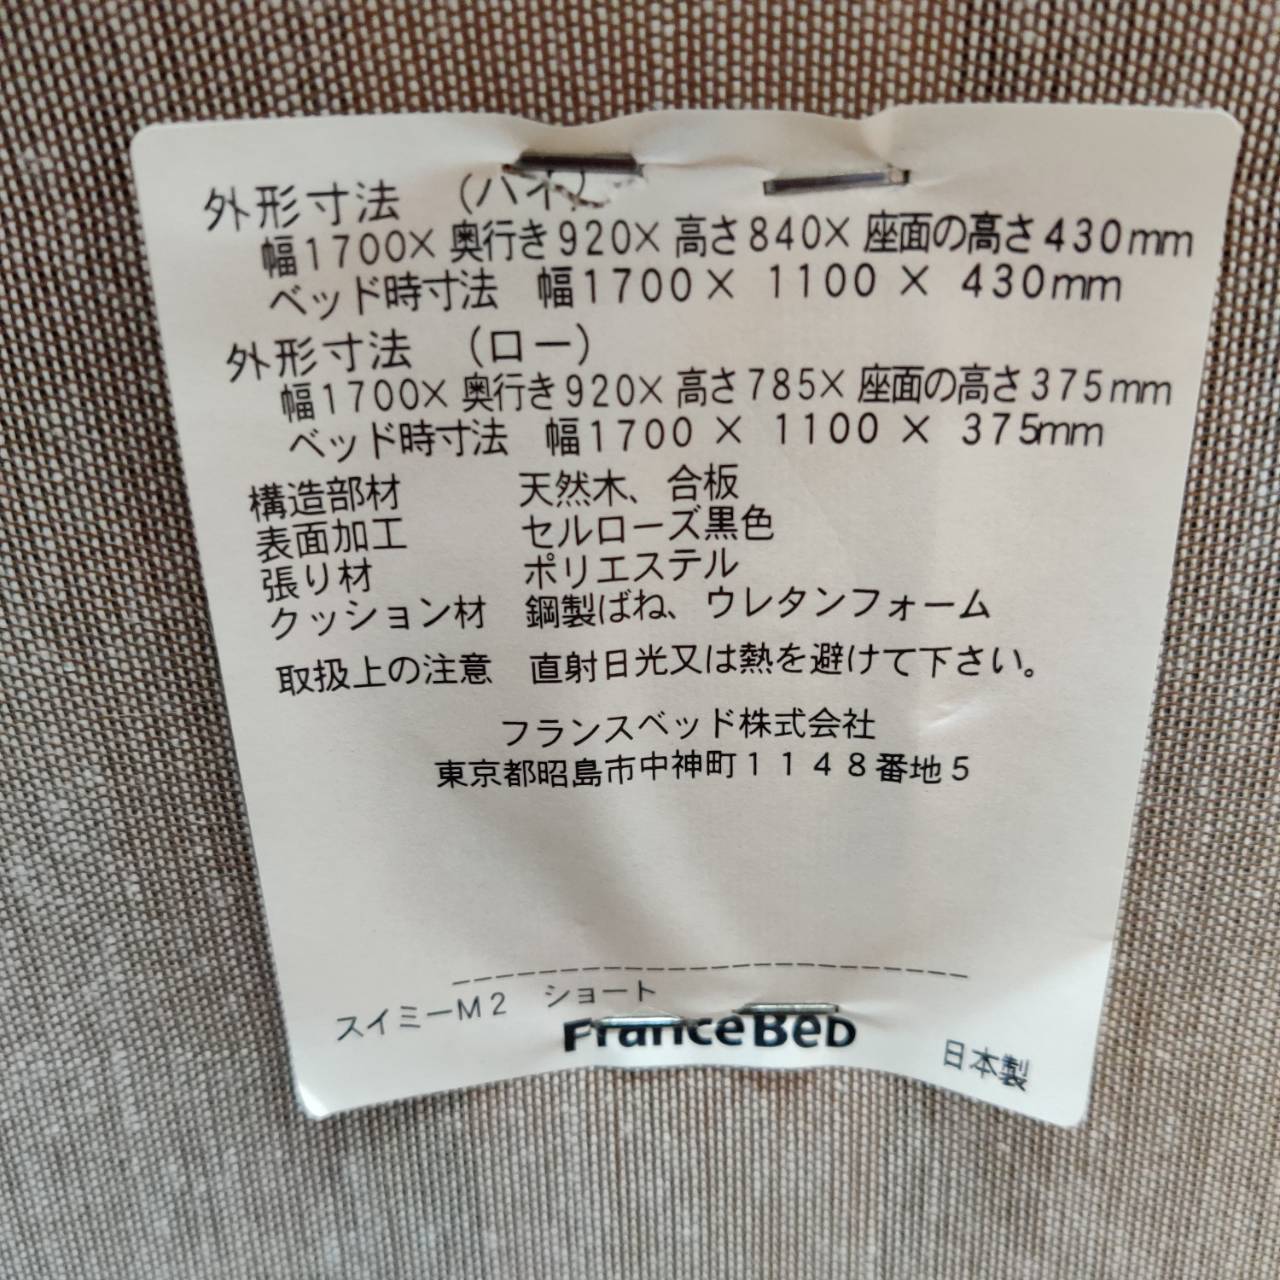 外形寸法 (ハイ)
幅1700×奥行き920×高さ840×座面の高さ430mm
ベッド時寸法 幅1700 × 1100 × 430mm
外形寸法 (ロー)
幅1700×奥行き920×高さ785×座面の高さ375mm
ベッド時寸法 幅1700 × 1100 × 375mm
構造部材 天然木、合板
表面加工 セルローズ黒色
張り材 ポリエステル
クッション材 鋼製ばね、ウレタンフォーム
取扱上の注意 直射日光又は熱を避けて下さい。
フランスベッド株式会社
東京都昭島市中神町1148番地5
スイミーM2 ショート
FranceBeD
日本製